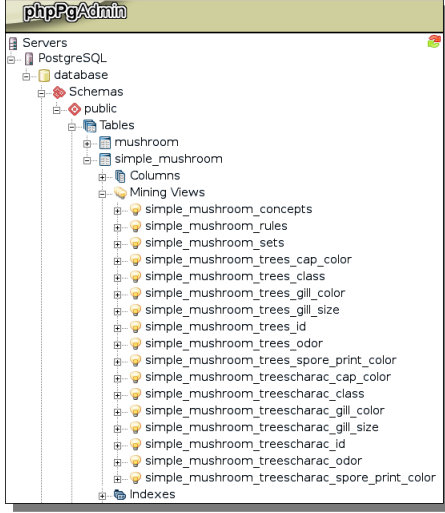 phpPgAdmin
Servers
PostgreSQL
database
Schemas
public
Tables
mushroom
simple_mushroom
Columns
Mining Views
simple_mushroom_concepts
simple_mushroom_rules
simple_mushroom_sets
simple_mushroom_trees_cap_color
simple_mushroom_trees_class
simple_mushroom_trees_gill_color
simple_mushroom_trees_gill_size
simple_mushroom_trees_id
simple_mushroom_trees_odor
simple_mushroom_trees_spore_print_color
simple_mushroom_treescharac_cap_color
simple_mushroom_treescharac_class
simple_mushroom_treescharac_gill_color
simple_mushroom_treescharac_gill_size
simple_mushroom_treescharac_id
simple_mushroom_treescharac_odor
simple_mushroom_treescharac_spore_print_color
Indexes